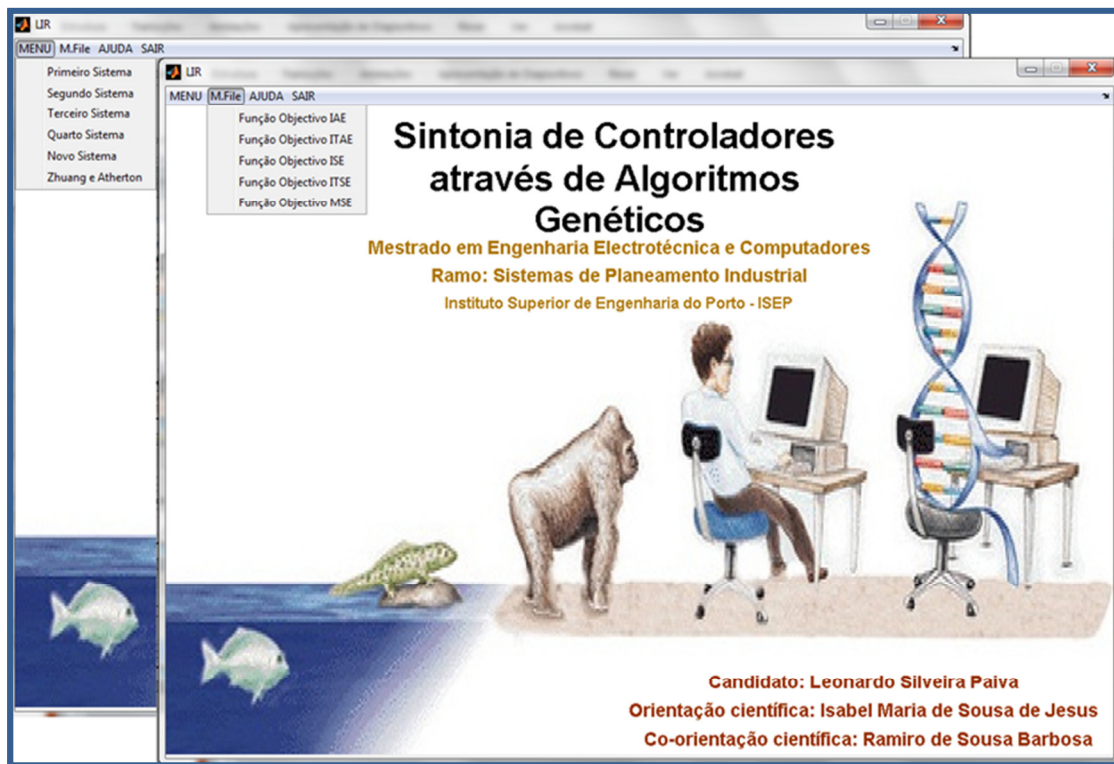 LIR
MENU M.File AJUDA SAIR
Primeiro Sistema
Segundo Sistema
Terceiro Sistema
Quarto Sistema
Novo Sistema
Zhuang e Atherton
LIR
MENU M.File AJUDA SAIR
Função Objectivo IAE
Função Objectivo ITAE
Função Objectivo ISE
Função Objectivo ITSE
Função Objectivo MSE
Sintonia de Controladores
através de Algoritmos
Genéticos
Mestrado em Engenharia Electrotécnica e Computadores
Ramo: Sistemas de Planeamento Industrial
Instituto Superior de Engenharia do Porto - ISEP
Candidato: Leonardo Silveira Paiva
Orientação científica: Isabel Maria de Sousa de Jesus
Co-orientação científica: Ramiro de Sousa Barbosa